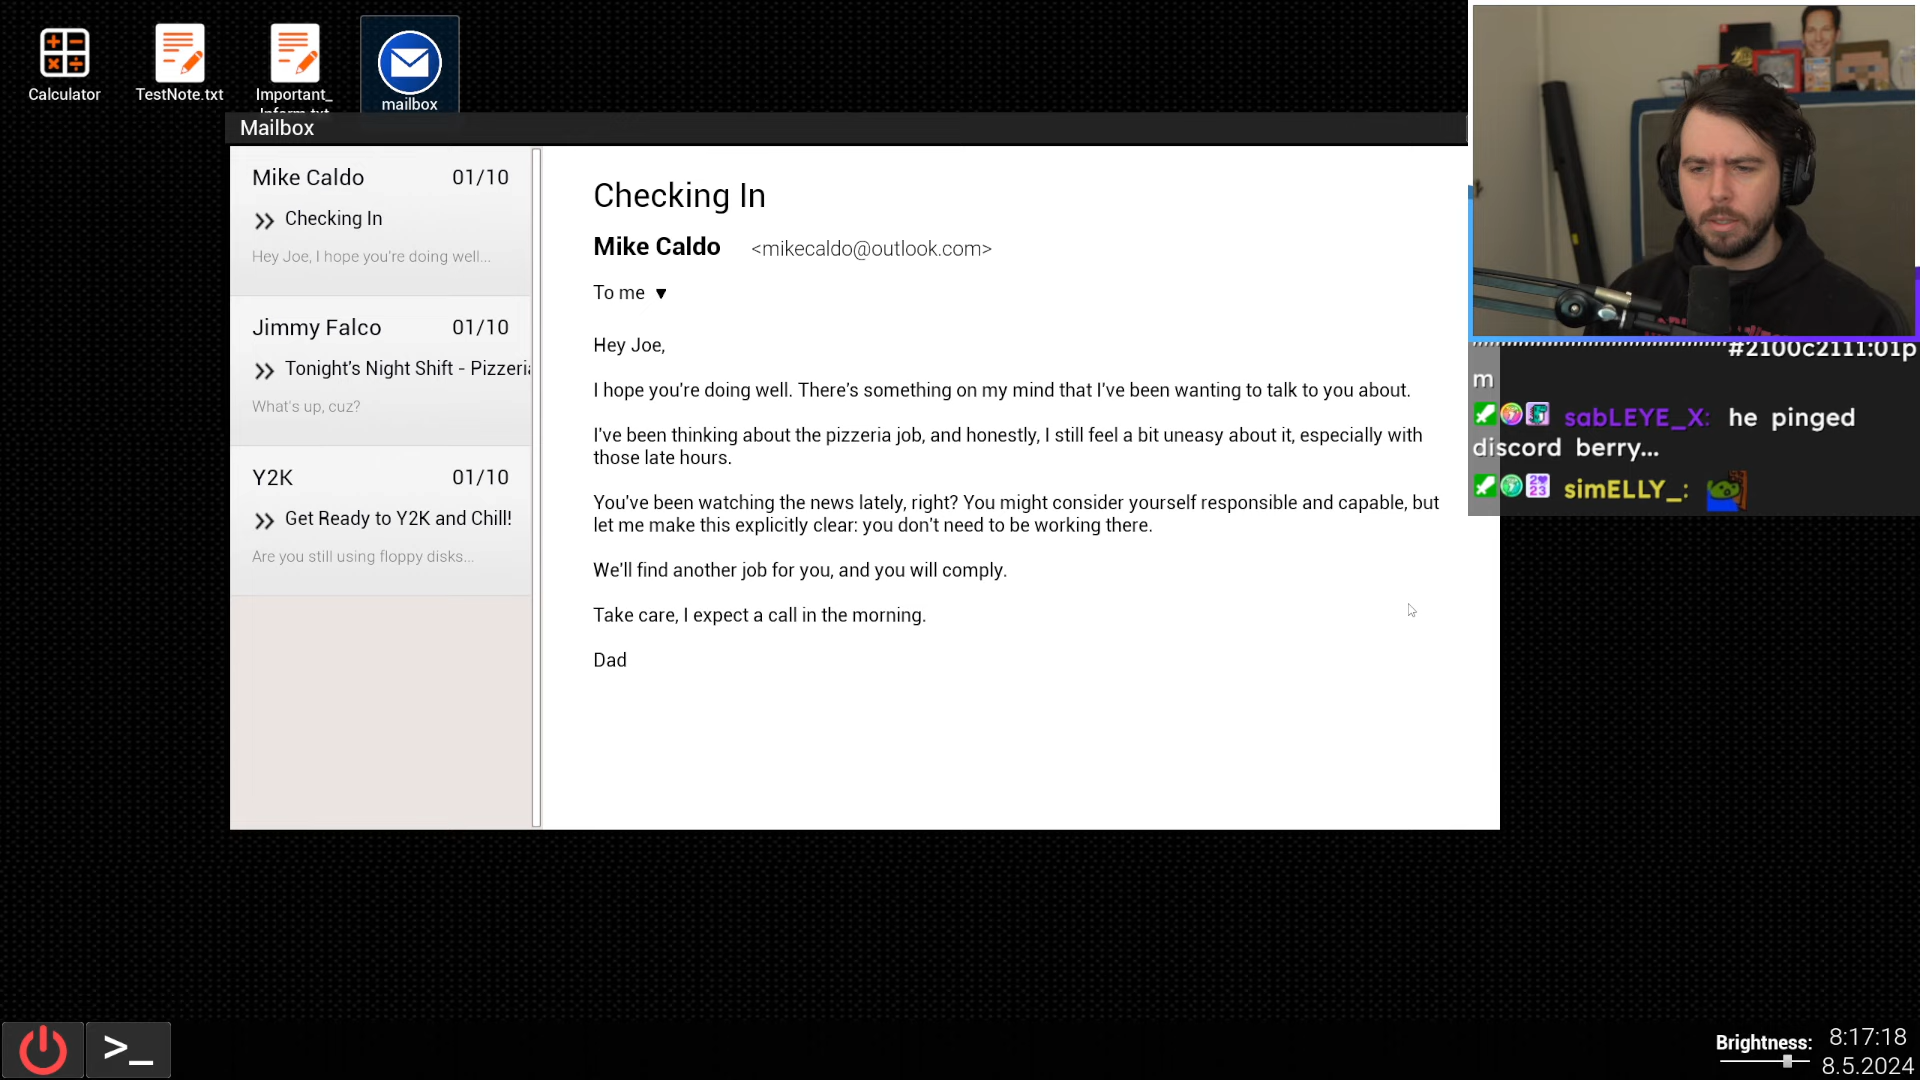 Calculator
TestNote.txt
Important_
mailbox
Mailbox
Mike Caldo 01/10
Checking In
Hey Joe, I hope you're doing well...
Jimmy Falco 01/10
Tonight's Night Shift - Pizzeria
What's up, cuz?
Y2K 01/10
Get Ready to Y2K and Chill!
Are you still using floppy disks...
Checking In
Mike Caldo <mikecaldo@outlook.com>
To me ▼
Hey Joe,
I hope you're doing well. There's something on my mind that I've been wanting to talk to you about.
I've been thinking about the pizzeria job, and honestly, I still feel a bit uneasy about it, especially with
those late hours.
You've been watching the news lately, right? You might consider yourself responsible and capable, but
let me make this explicitly clear: you don't need to be working there.
We'll find another job for you, and you will comply.
Take care, I expect a call in the morning.
Dad
#2100c2111:01p
m
sabLEYE_X: he pinged
discord berry...
simELLY_:
>_
Brightness:
8:17:18
8.5.2024